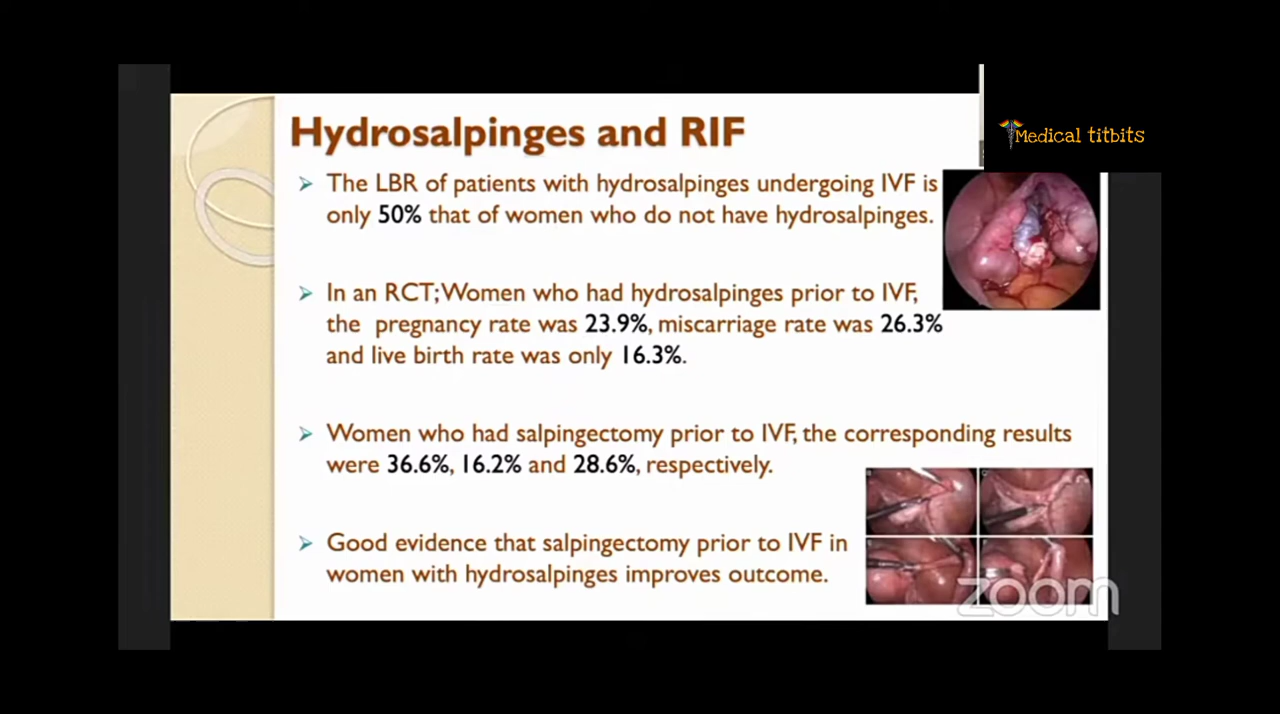 Hydrosalpinges and RIF
Medical titbits
➢ The LBR of patients with hydrosalpinges undergoing IVF is
only 50% that of women who do not have hydrosalpinges.
➢ In an RCT; Women who had hydrosalpinges prior to IVF,
the pregnancy rate was 23.9%, miscarriage rate was 26.3%
and live birth rate was only 16.3%.
➢ Women who had salpingectomy prior to IVF, the corresponding results
were 36.6%, 16.2% and 28.6%, respectively.
➢ Good evidence that salpingectomy prior to IVF in
women with hydrosalpinges improves outcome.
zoom